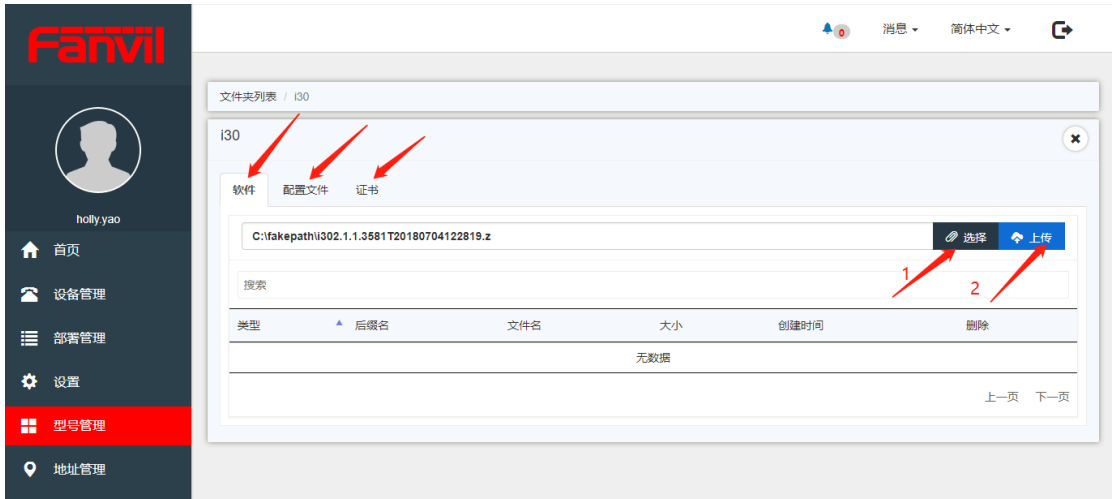 Fanvil
0
消息
简体中文
文件夹列表 / i30
i30
软件 配置文件 证书
holly.yao
C:\fakepath\i302.1.1.3581T20180704122819.z
选择 上传
1
2
搜索
类型 后缀名 文件名 大小 创建时间 删除
无数据
上一页 下一页
首页
设备管理
部署管理
设置
型号管理
地址管理